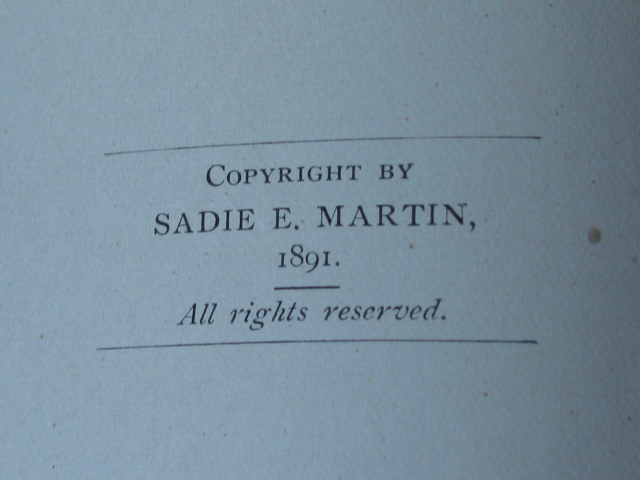 COPYRIGHT BY
SADIE E. MARTIN,
1891.
All rights reserved.